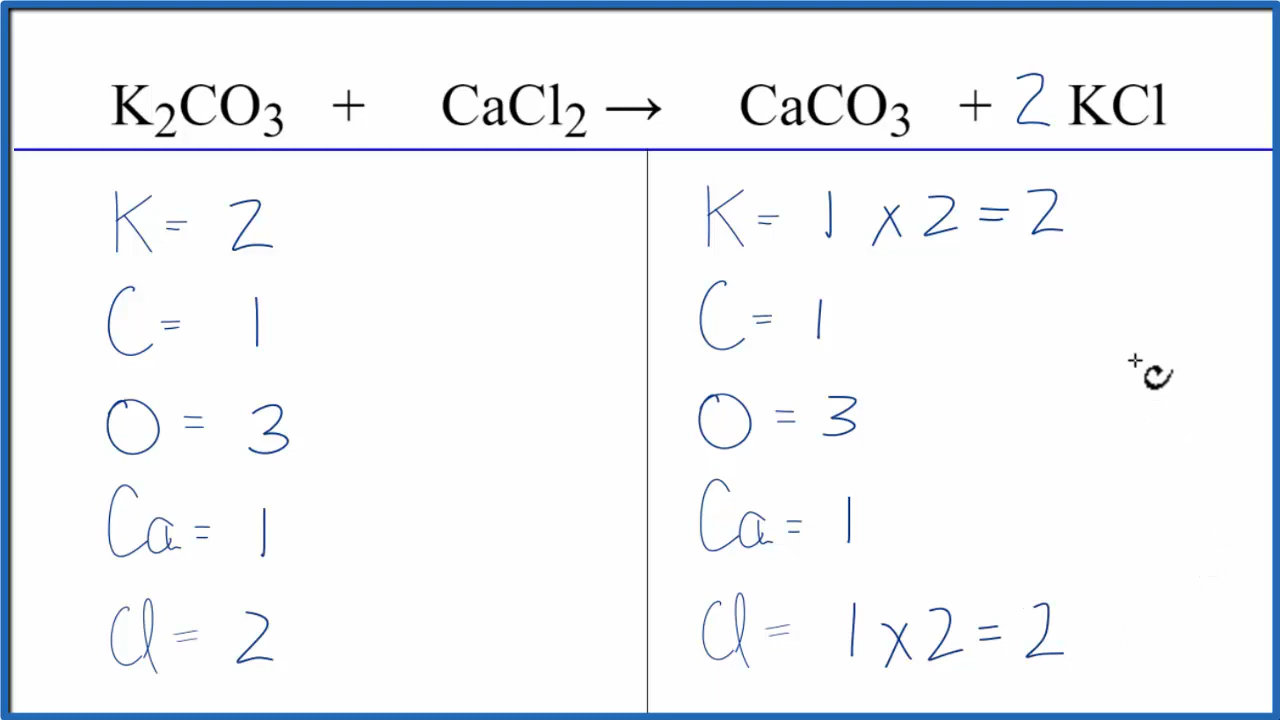 K₂CO₃ + CaCl₂ → CaCO₃ + 2 KCl
K = 2
C = 1
O = 3
Ca = 1
Cl = 2
K = 1 x 2 = 2
C = 1
O = 3
Ca = 1
Cl = 1 x 2 = 2